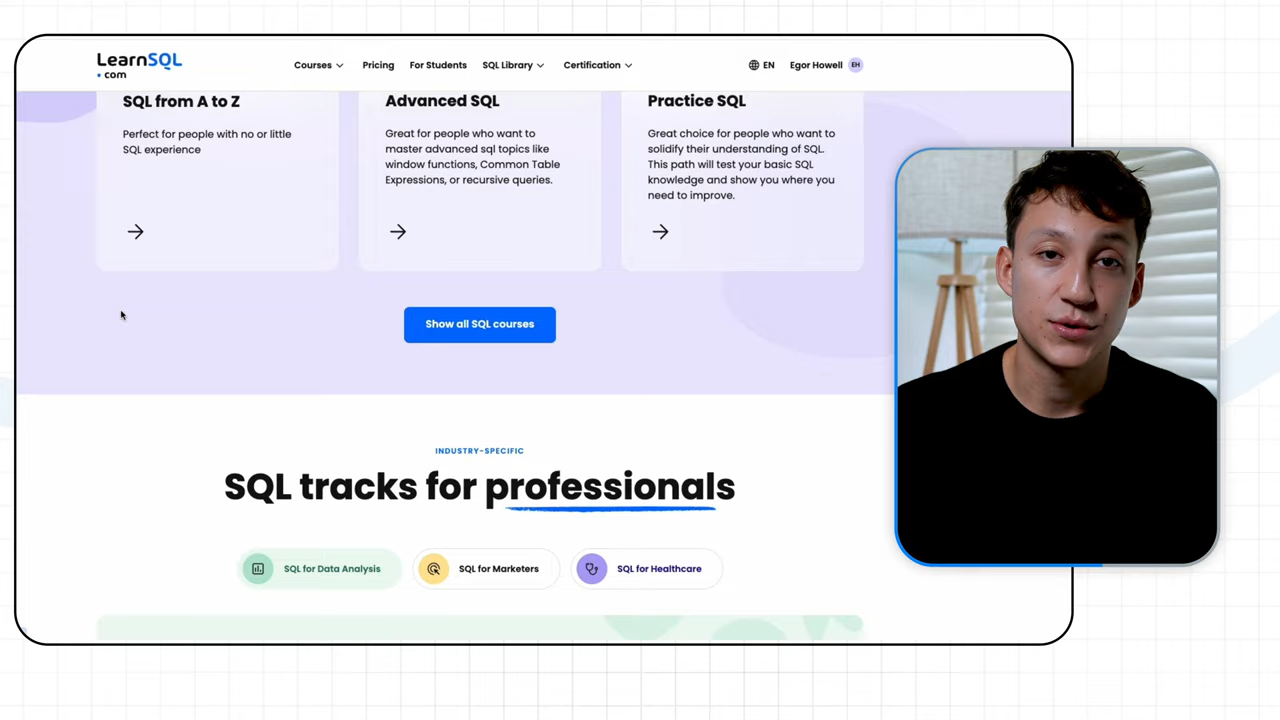 LearnSQL
.com
Courses
Pricing
For Students
SQL Library
Certification
EN
Egor Howell
EH
SQL from A to Z
Perfect for people with no or little
SQL experience
Advanced SQL
Great for people who want to
master advanced sql topics like
window functions, Common Table
Expressions, or recursive queries.
Practice SQL
Great choice for people who want to
solidify their understanding of SQL.
This path will test your basic SQL
knowledge and show you where you
need to improve.
Show all SQL courses
INDUSTRY-SPECIFIC
SQL tracks for professionals
SQL for Data Analysis
SQL for Marketers
SQL for Healthcare